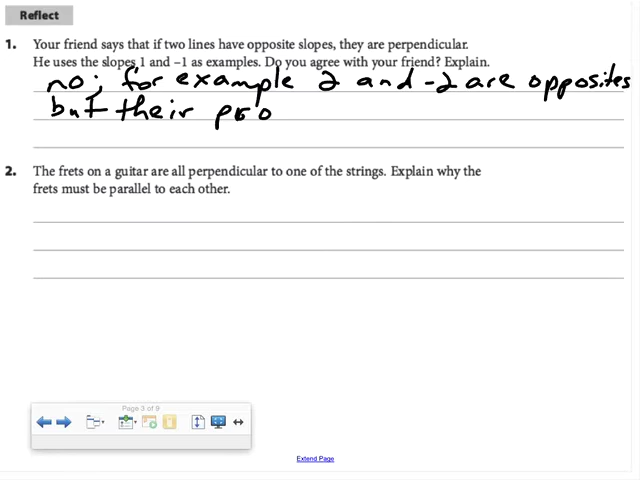 Reflect
1. Your friend says that if two lines have opposite slopes, they are perpendicular.
He uses the slopes 1 and −1 as examples. Do you agree with your friend? Explain.
no; for example 2 and -2 are opposites
but their pro
2. The frets on a guitar are all perpendicular to one of the strings. Explain why the
frets must be parallel to each other.
Page 3 of 9
Extend Page